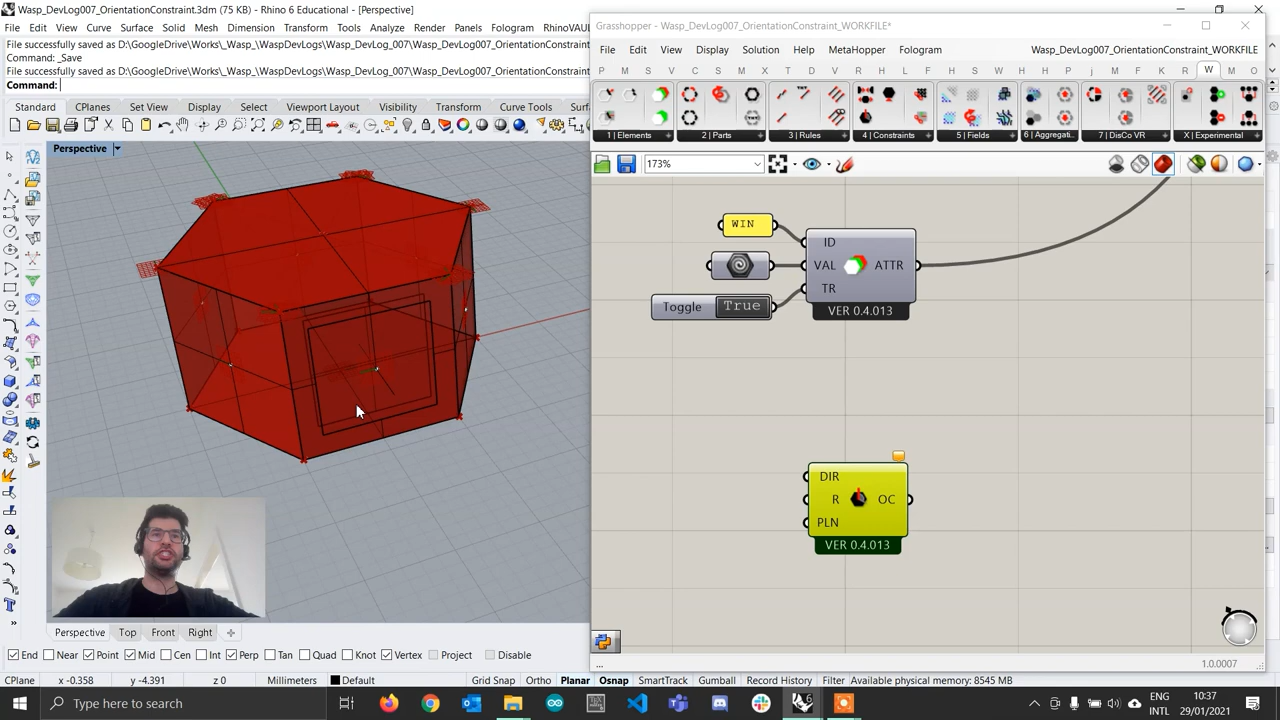 Wasp_DevLog007_OrientationConstraint.3dm (75 KB) - Rhino 6 Educational - [Perspective]
File Edit View Curve Surface Solid Mesh Dimension Transform Tools Analyze Render Panels Fologram RhinoVAUL
File successfully saved as D:\GoogleDrive\Works\_Wasp_\WaspDevLogs\Wasp_DevLog_007\Wasp_DevLog007_OrientationConstraint
Command: _Save
File successfully saved as D:\GoogleDrive\Works\_Wasp_\WaspDevLogs\Wasp_DevLog_007\Wasp_DevLog007_OrientationConstraint
Command:
Standard CPlanes Set View Display Select Viewport Layout Visibility Transform Curve Tools
Perspective
Grasshopper - Wasp_DevLog007_OrientationConstraint_WORKFILE*
File Edit View Display Solution Help MetaHopper Fologram Wasp_DevLog007_OrientationConstraint_WORKFILE
P M S V C S I M X T D V M A L F L K H H P j M F K R W M O
1 | Elements 2 | Parts 3 | Rules 4 | Constraints 5 | Fields 6 | Aggregati.. 7 | DisCo VR X | Experimental
173%
WIN
ID
VAL ATTR
TR
Toggle True
VER 0.4.013
DIR
R OC
PLN
VER 0.4.013
...
1.0.0007
Perspective Top Front Right
End Near Point Mid Cen Int Perp Tan Quad Knot Vertex Project Disable
CPlane x -0.358 y -4.391 z 0 Millimeters Default Grid Snap Ortho Planar Osnap SmartTrack Gumball Record History Filter Available physical memory: 8545 MB
Type here to search
ENG
INTL
10:37
29/01/2021